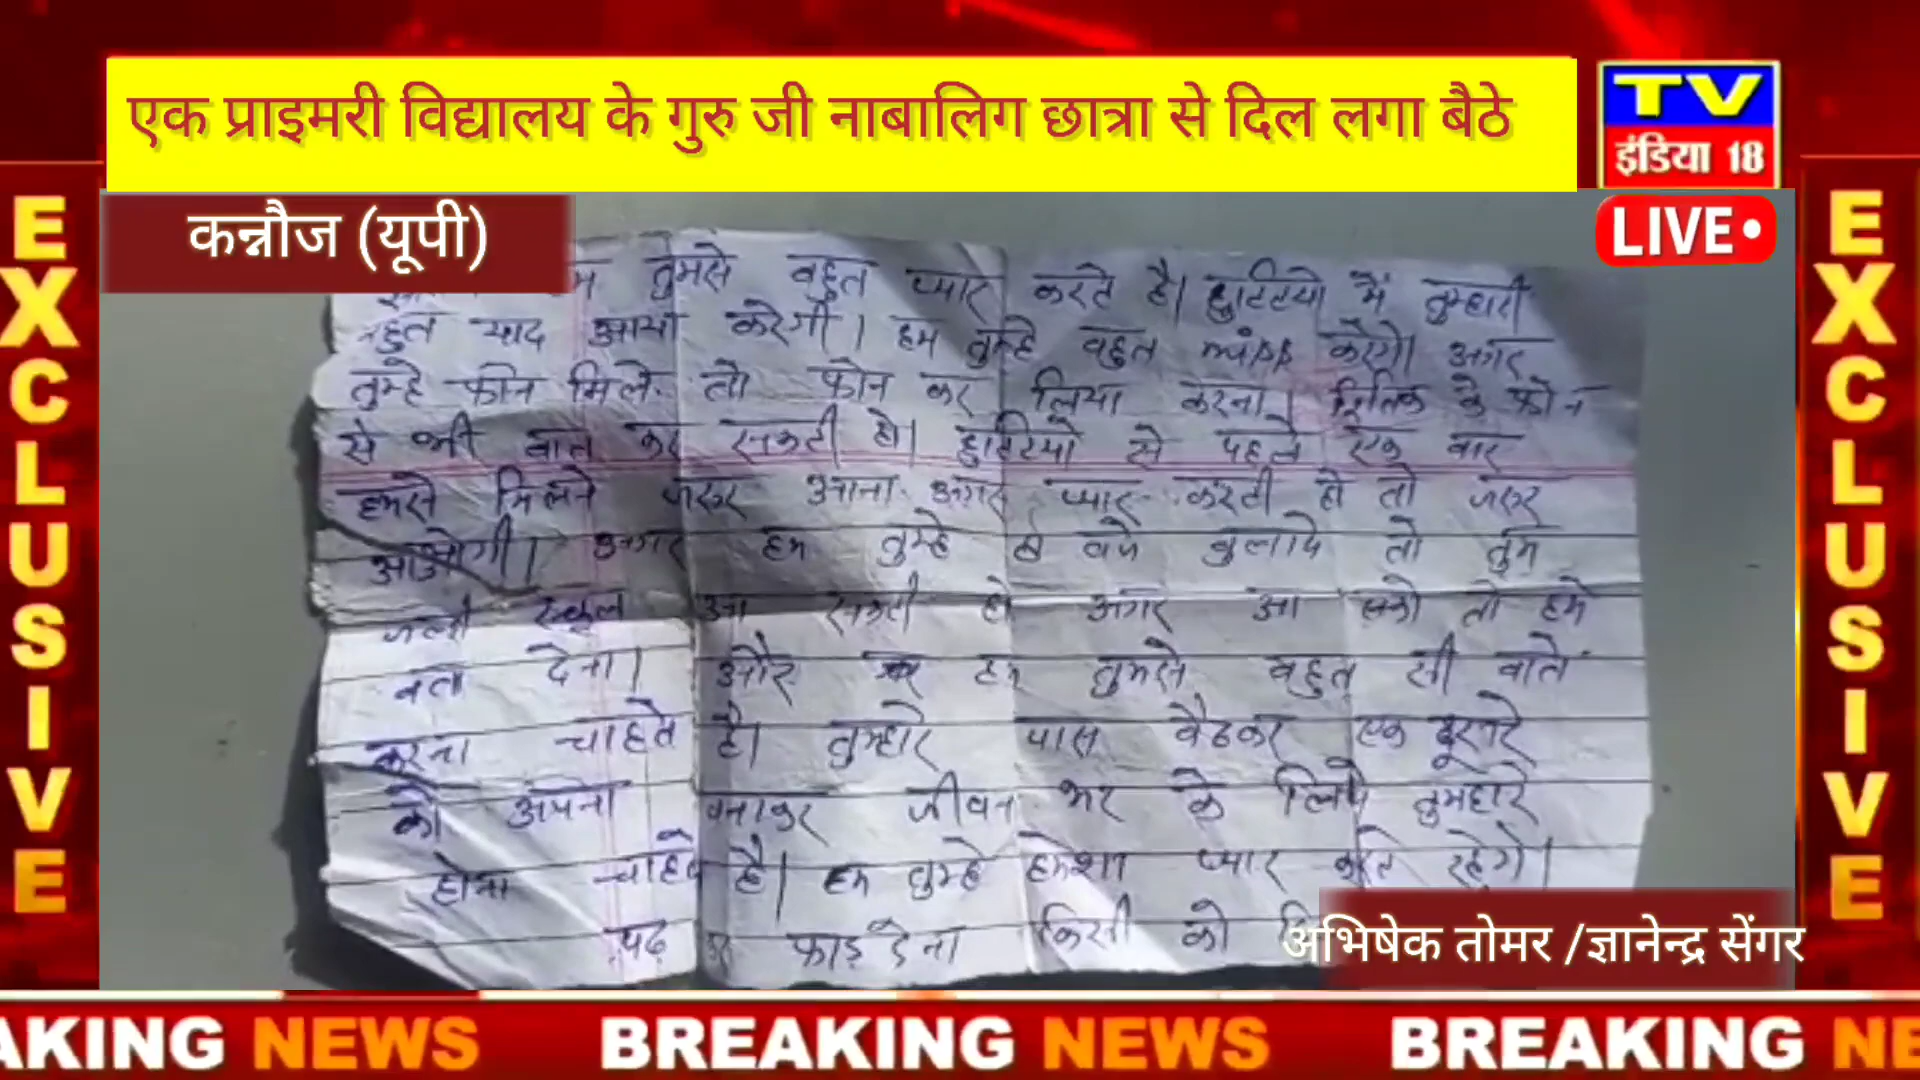 एक प्राइमरी विद्यालय के गुरु जी नाबालिग छात्रा से दिल लगा बैठे
TV
इंडिया 18
LIVE
कन्नौज (यूपी)
EXCLUSIVE
EXCLUSIVE
तुमसे बहुत प्यार करते है। छुट्टियो में तुम्हारी
बहुत याद आया करेगी। हम तुम्हे बहुत miss करेगे। अगर
तुम्हे फोन मिले तो फोन कर लिया करना। के फोन
से भी बात कर सकती हो। छुट्टियो से पहले एक बार
हमसे मिलने जरूर आना अगर प्यार करती हो तो जरूर
आओगी। अगर हम तुम्हे 8 बजे बुलाये तो तुम
जल्दी स्कूल आ सकती हो अगर आ सको तो हमे
बता देना। और हम तुमसे बहुत सी बाते
करना चाहते है। तुम्हारे पास बैठकर एक दूसरे
को अपना बनाकर जीवन भर के लिये तुमहारे
होना चाहते है। हम तुम्हे हमेशा प्यार करते रहेगे।
पढ़ कर फाड़ देना किसी को
अभिषेक तोमर /ज्ञानेन्द्र सेंगर
AKING NEWS BREAKING NEWS BREAKING NE